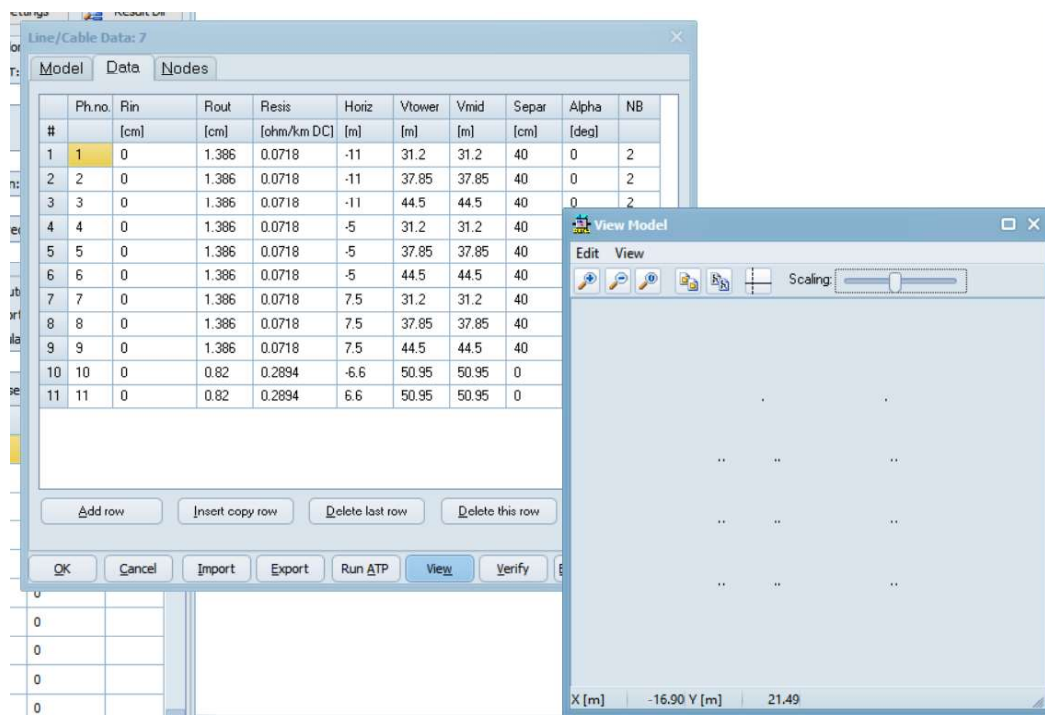 Result Dir
Line/Cable Data: 7
Model Data Nodes
Ph.no. Rin Rout Resis Horiz Vtower Vmid Separ Alpha NB
# [cm] [cm] [ohm/km DC] [m] [m] [m] [cm] [deg]
1 1 0 1.386 0.0718 -11 31.2 31.2 40 0 2
2 2 0 1.386 0.0718 -11 37.85 37.85 40 0 2
3 3 0 1.386 0.0718 -11 44.5 44.5 40 0 2
4 4 0 1.386 0.0718 -5 31.2 31.2 40
5 5 0 1.386 0.0718 -5 37.85 37.85 40
6 6 0 1.386 0.0718 -5 44.5 44.5 40
7 7 0 1.386 0.0718 7.5 31.2 31.2 40
8 8 0 1.386 0.0718 7.5 37.85 37.85 40
9 9 0 1.386 0.0718 7.5 44.5 44.5 40
10 10 0 0.82 0.2894 -6.6 50.95 50.95 0
11 11 0 0.82 0.2894 6.6 50.95 50.95 0
Add row Insert copy row Delete last row Delete this row
OK Cancel Import Export Run ATP View Verify
0
0
0
0
0
View Model
Edit View
Scaling:
X [m] -16.90 Y [m] 21.49